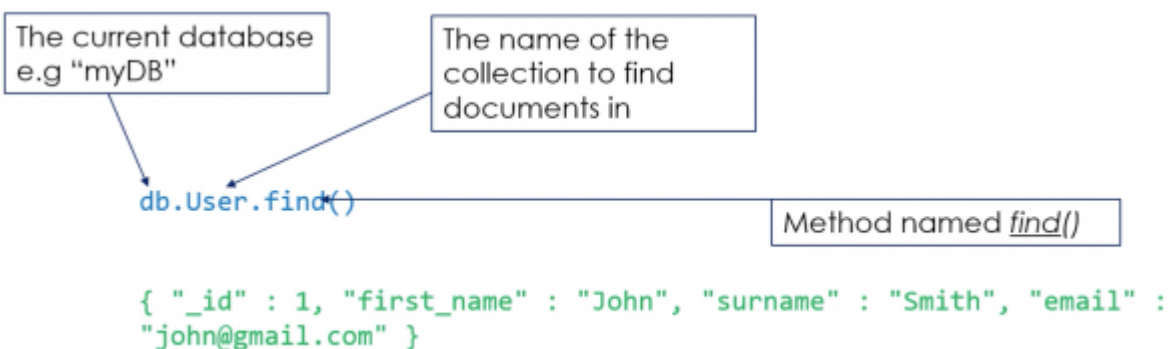 The current database
e.g “myDB”
The name of the
collection to find
documents in
db.User.find()
Method named find()
{ "_id" : 1, "first_name" : "John", "surname" : "Smith", "email" :
"john@gmail.com" }